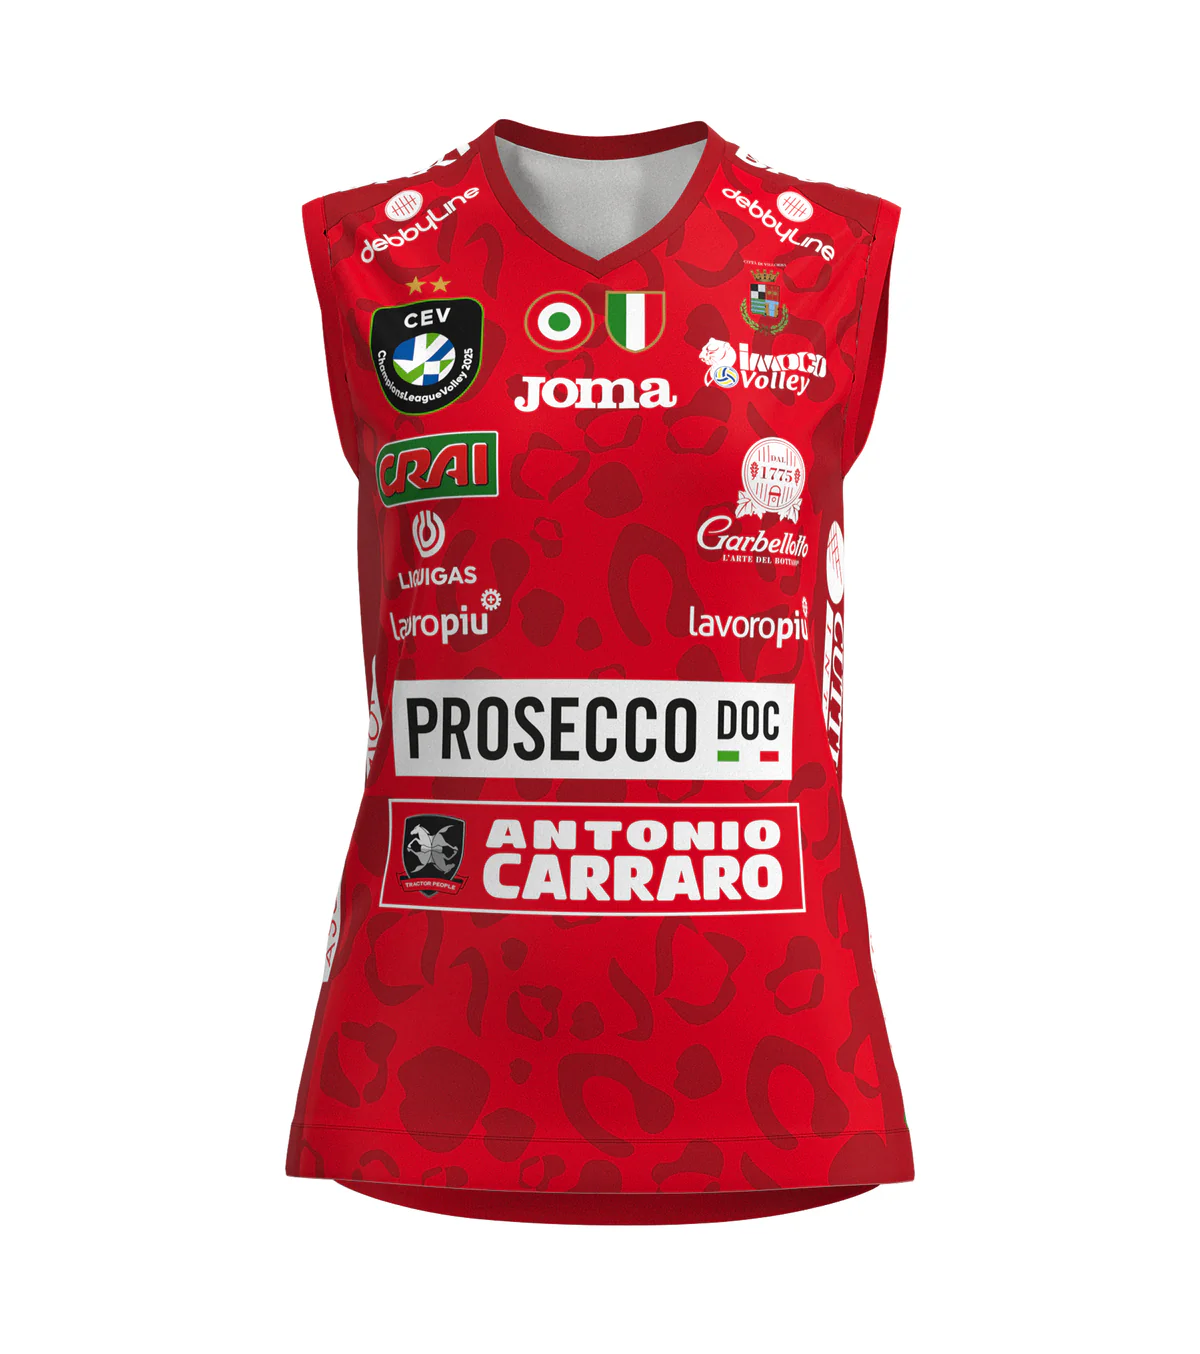 debbyLine
debbyLine
CEV
ChampionsLeagueVolley 2025
JOMA
imoco
Volley
CRAI
DAL
1775
Garbellotto
L'ARTE DEL BOTTAIO
LIQUIGAS
lavoropiu
lavoropiu
PROSECCO DOC
TRACTOR PEOPLE
ANTONIO
CARRARO